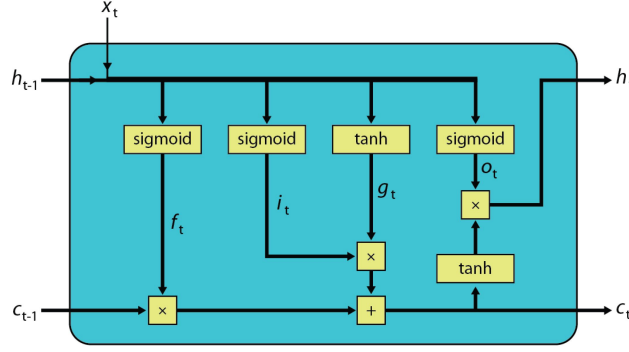 x_t
h_t-1
h
sigmoid sigmoid tanh sigmoid
o_t
g_t
i_t
f_t
×
×
tanh
c_t-1
×
+
c_t